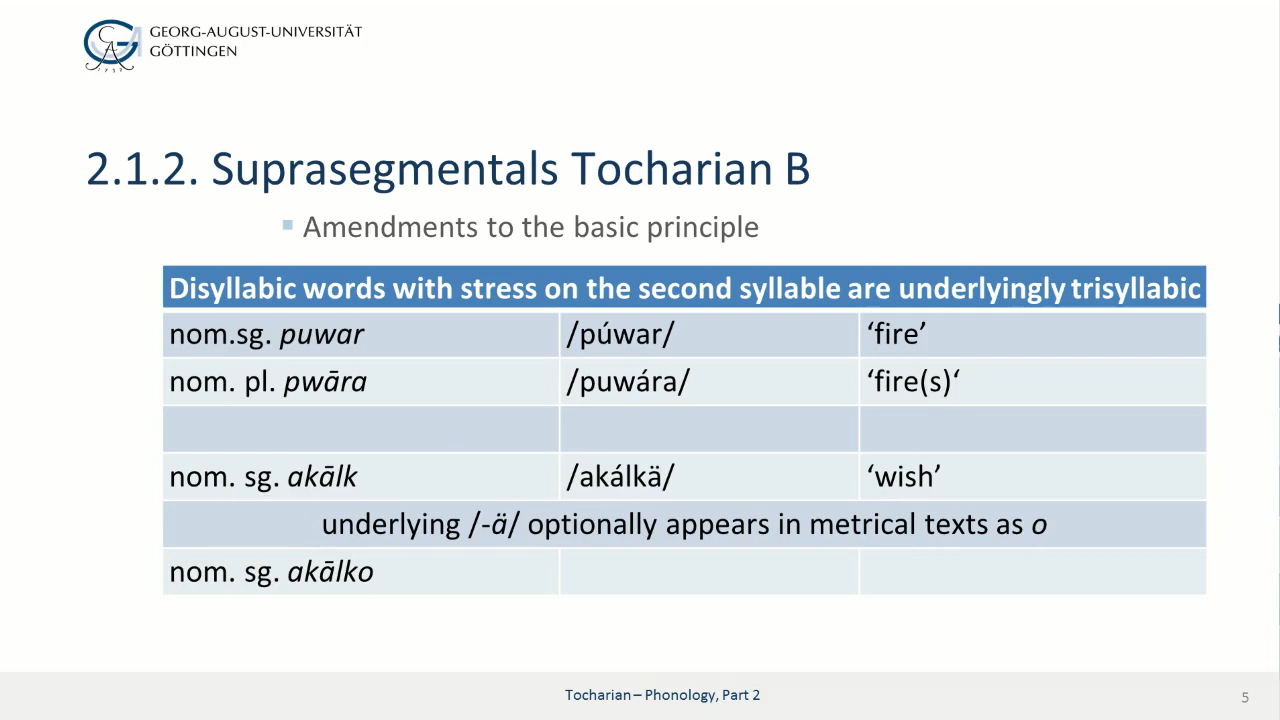 GEORG-AUGUST-UNIVERSITÄT
GÖTTINGEN
2.1.2. Suprasegmentals Tocharian B
▪ Amendments to the basic principle
Disyllabic words with stress on the second syllable are underlyingly trisyllabic
nom.sg. puwar /púwar/ ‘fire’
nom. pl. pwāra /puwára/ ‘fire(s)‘
nom. sg. akālk /akálkä/ ‘wish’
underlying /-ä/ optionally appears in metrical texts as o
nom. sg. akālko
Tocharian – Phonology, Part 2
5